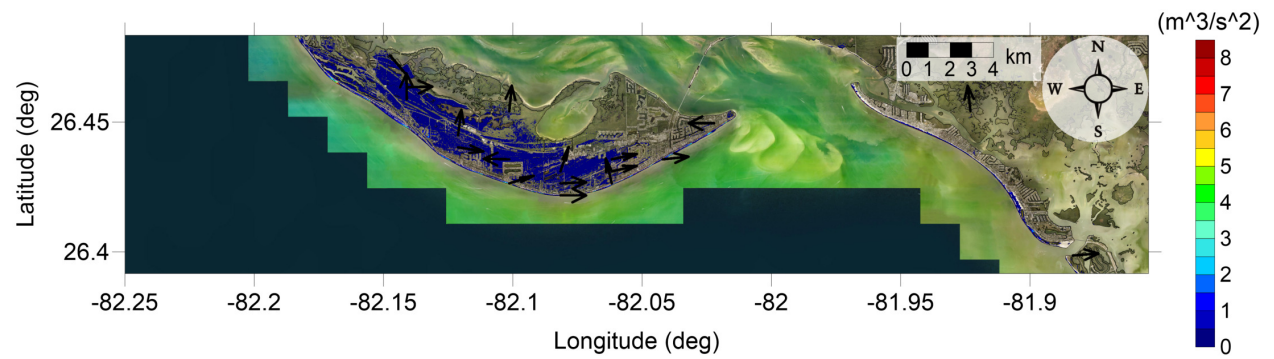 (m^3/s^2)
N
W E
S
km
0 1 2 3 4
8
7
6
5
4
3
2
1
0
Latitude (deg)
26.45
26.4
-82.25 -82.2 -82.15 -82.1 -82.05 -82 -81.95 -81.9
Longitude (deg)